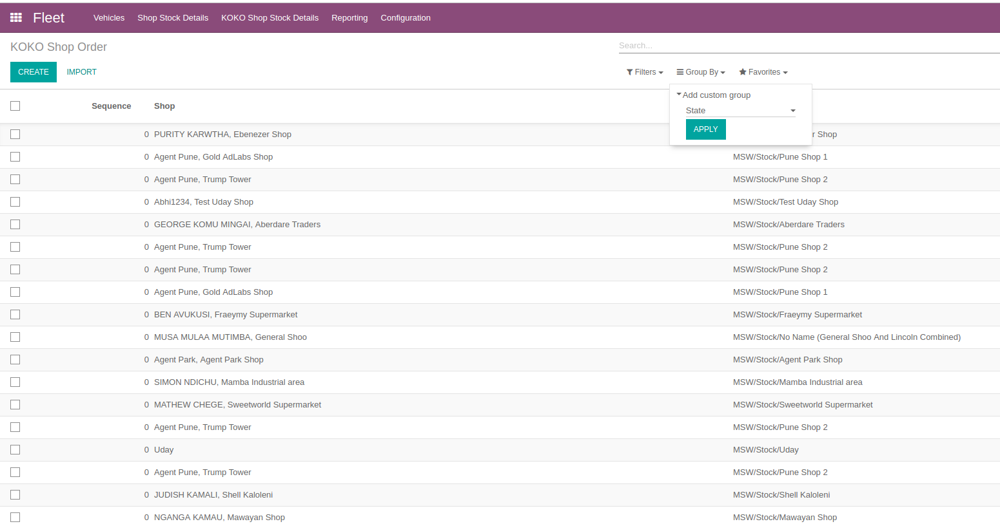 Fleet Vehicles Shop Stock Details KOKO Shop Stock Details Reporting Configuration
KOKO Shop Order
Search...
CREATE IMPORT
Filters Group By Favorites
Add custom group
State
APPLY
Sequence Shop
0 PURITY KARWTHA, Ebenezer Shop r Shop
0 Agent Pune, Gold AdLabs Shop MSW/Stock/Pune Shop 1
0 Agent Pune, Trump Tower MSW/Stock/Pune Shop 2
0 Abhi1234, Test Uday Shop MSW/Stock/Test Uday Shop
0 GEORGE KOMU MINGAI, Aberdare Traders MSW/Stock/Aberdare Traders
0 Agent Pune, Trump Tower MSW/Stock/Pune Shop 2
0 Agent Pune, Trump Tower MSW/Stock/Pune Shop 2
0 Agent Pune, Gold AdLabs Shop MSW/Stock/Pune Shop 1
0 BEN AVUKUSI, Fraeymy Supermarket MSW/Stock/Fraeymy Supermarket
0 MUSA MULAA MUTIMBA, General Shoo MSW/Stock/No Name (General Shoo And Lincoln Combined)
0 Agent Park, Agent Park Shop MSW/Stock/Agent Park Shop
0 SIMON NDICHU, Mamba Industrial area MSW/Stock/Mamba Industrial area
0 MATHEW CHEGE, Sweetworld Supermarket MSW/Stock/Sweetworld Supermarket
0 Agent Pune, Trump Tower MSW/Stock/Pune Shop 2
0 Uday MSW/Stock/Uday
0 Agent Pune, Trump Tower MSW/Stock/Pune Shop 2
0 JUDISH KAMALI, Shell Kaloleni MSW/Stock/Shell Kaloleni
0 NGANGA KAMAU, Mawayan Shop MSW/Stock/Mawayan Shop